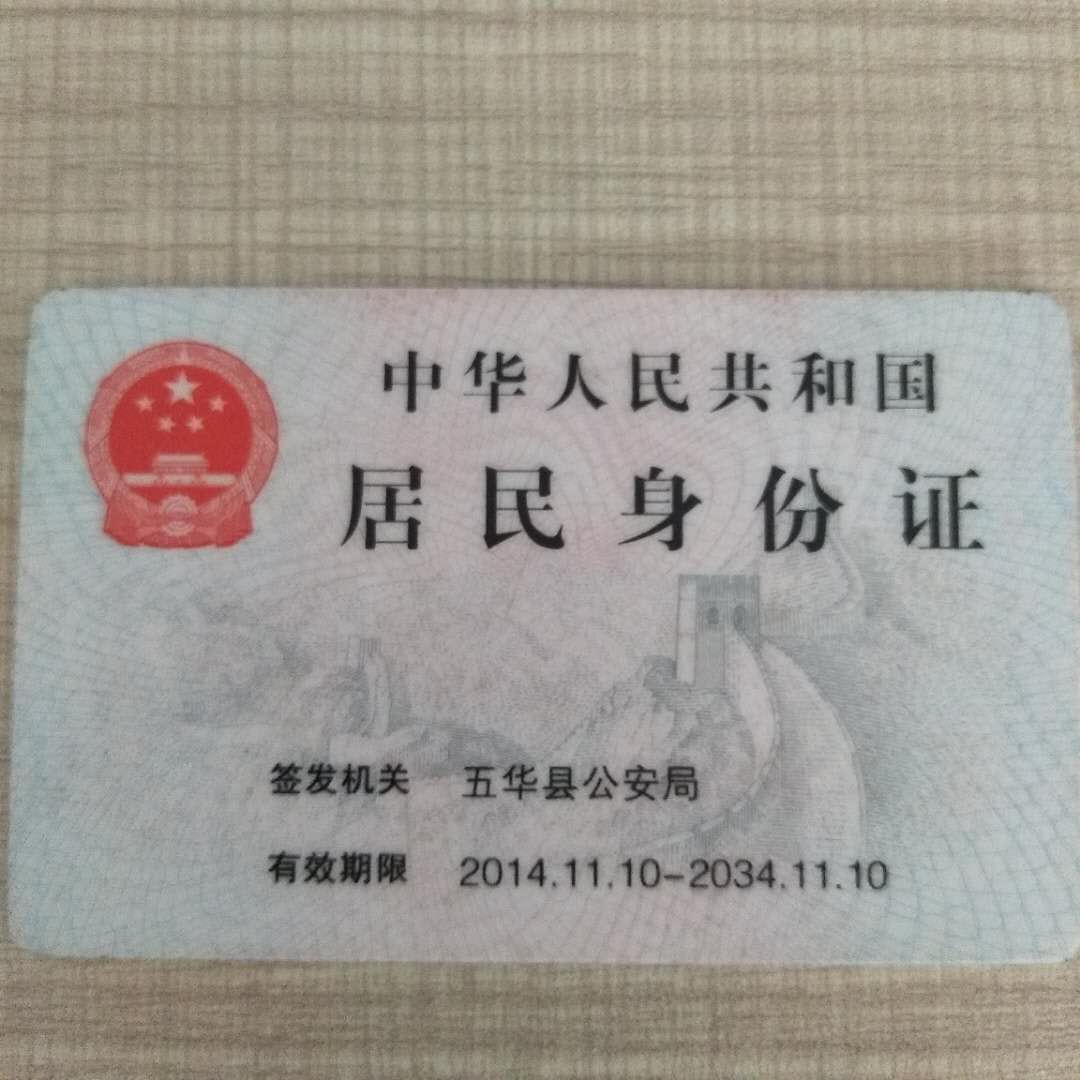 中华人民共和国
居民身份证
签发机关 五华县公安局
有效期限 2014.11.10-2034.11.10